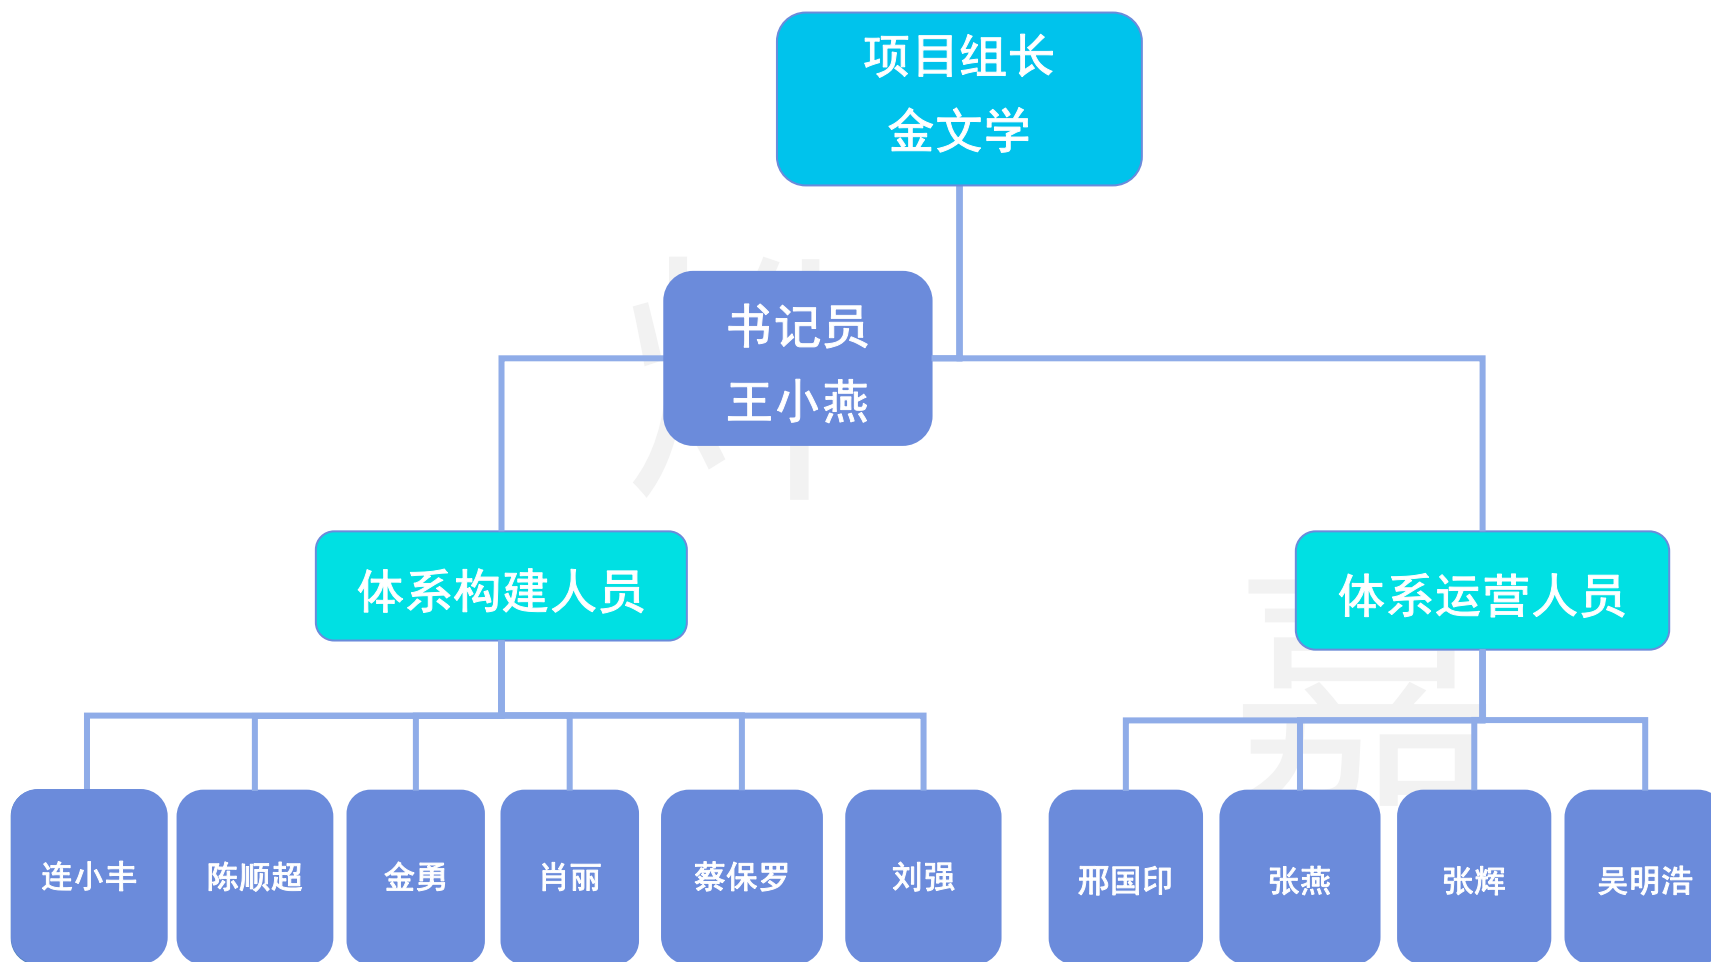 项目组长
金文学
书记员
王小燕
体系构建人员
体系运营人员
连小丰
陈顺超
金勇
肖丽
蔡保罗
刘强
邢国印
张燕
张辉
吴明浩